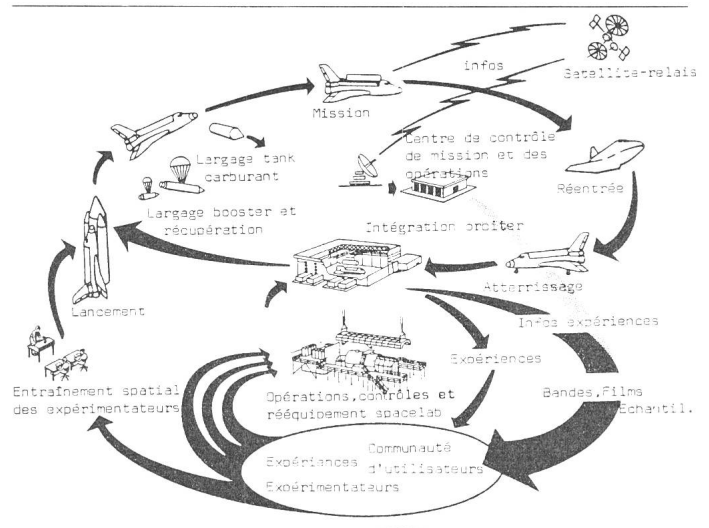 infos
Satellite-relais
Mission
Largage tank
carburant
Centre de contrôle
de mission et des
opérations
Réentrée
Largage booster et
récupération
Intégration orbiter
Atterrissage
Lancement
Infos expériences
Expériences
Entraînement spatial
des expérimentateurs
Opérations,contrôles et
rééquipement spacelab
Bandes,Films
Echantil.
Communauté
d'utilisateurs
Expériences
Expérimentateurs